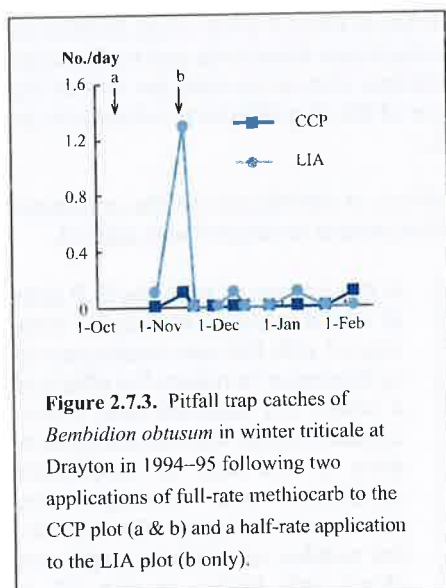 No./day
a b
1.6
1.2
0.8
0.4
0
CCP
LIA
1-Oct 1-Nov 1-Dec 1-Jan 1-Feb
Figure 2.7.3. Pitfall trap catches of
Bembidion obtusum in winter triticale at
Drayton in 1994–95 following two
applications of full-rate methiocarb to the
CCP plot (a & b) and a half-rate application
to the LIA plot (b only).